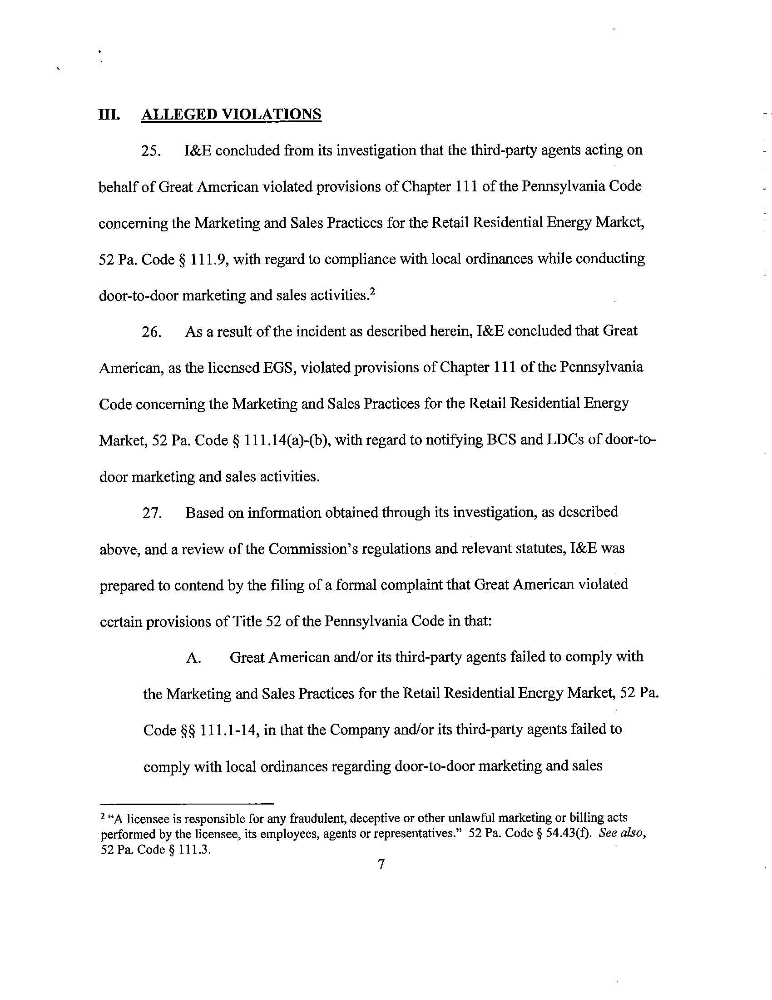 III. ALLEGED VIOLATIONS
25. I&E concluded from its investigation that the third-party agents acting on
behalf of Great American violated provisions of Chapter 111 of the Pennsylvania Code
concerning the Marketing and Sales Practices for the Retail Residential Energy Market,
52 Pa. Code § 111.9, with regard to compliance with local ordinances while conducting
door-to-door marketing and sales activities.²
26. As a result of the incident as described herein, I&E concluded that Great
American, as the licensed EGS, violated provisions of Chapter 111 of the Pennsylvania
Code concerning the Marketing and Sales Practices for the Retail Residential Energy
Market, 52 Pa. Code § 111.14(a)-(b), with regard to notifying BCS and LDCs of door-to-
door marketing and sales activities.
27. Based on information obtained through its investigation, as described
above, and a review of the Commission’s regulations and relevant statutes, I&E was
prepared to contend by the filing of a formal complaint that Great American violated
certain provisions of Title 52 of the Pennsylvania Code in that:
A. Great American and/or its third-party agents failed to comply with
the Marketing and Sales Practices for the Retail Residential Energy Market, 52 Pa.
Code §§ 111.1-14, in that the Company and/or its third-party agents failed to
comply with local ordinances regarding door-to-door marketing and sales
² “A licensee is responsible for any fraudulent, deceptive or other unlawful marketing or billing acts
performed by the licensee, its employees, agents or representatives.” 52 Pa. Code § 54.43(f). See also,
52 Pa. Code § 111.3.
7